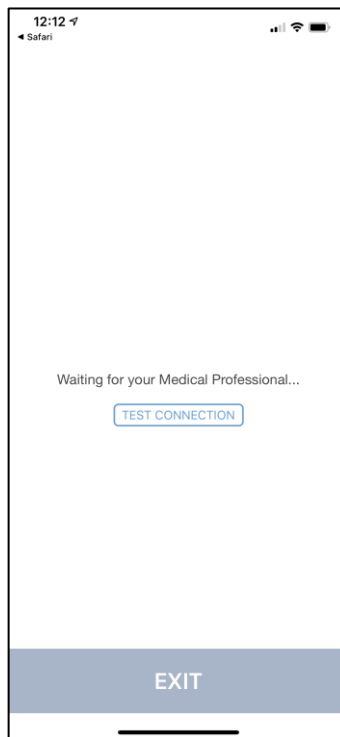 12:12
◀ Safari
Waiting for your Medical Professional...
TEST CONNECTION
EXIT